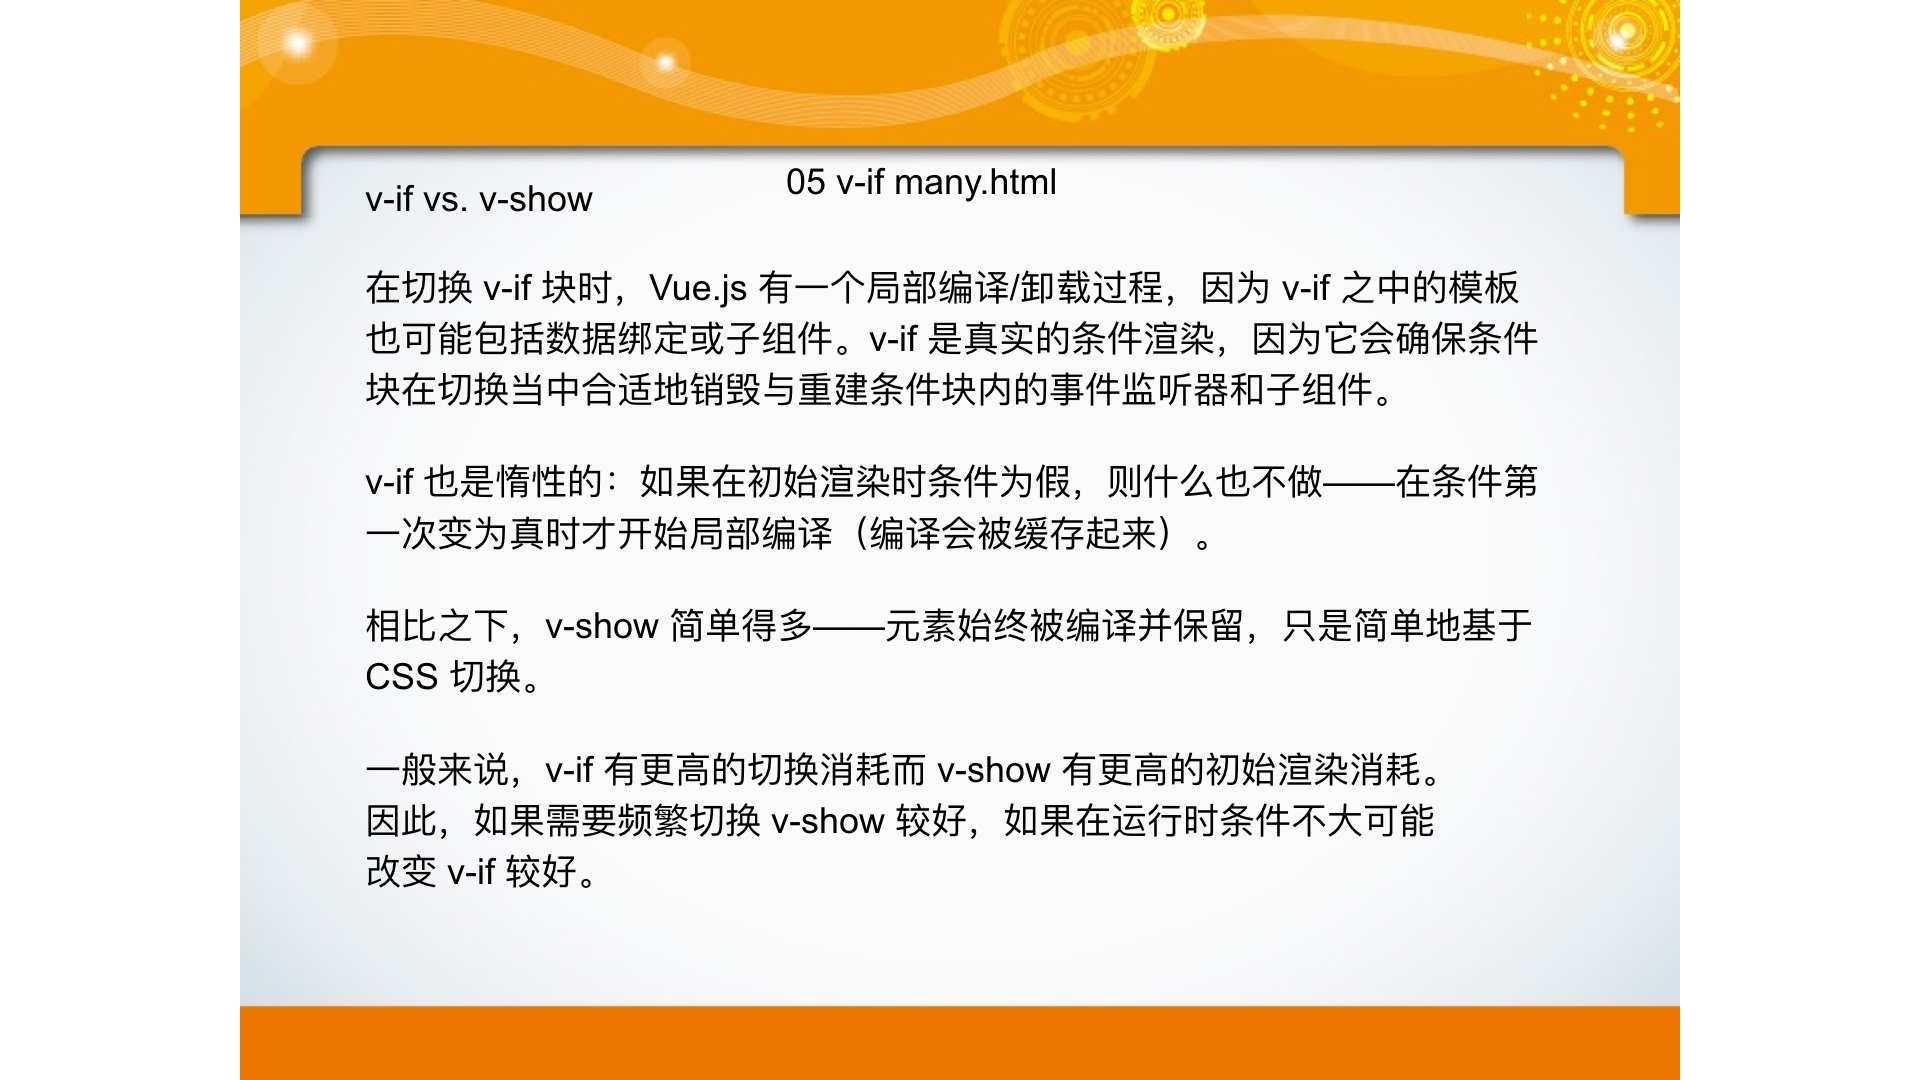 05 v-if many.html
v-if vs. v-show
在切换 v-if 块时，Vue.js 有一个局部编译/卸载过程，因为 v-if 之中的模板
也可能包括数据绑定或子组件。v-if 是真实的条件渲染，因为它会确保条件
块在切换当中合适地销毁与重建条件块内的事件监听器和子组件。
v-if 也是惰性的：如果在初始渲染时条件为假，则什么也不做——在条件第
一次变为真时才开始局部编译（编译会被缓存起来）。
相比之下，v-show 简单得多——元素始终被编译并保留，只是简单地基于
CSS 切换。
一般来说，v-if 有更高的切换消耗而 v-show 有更高的初始渲染消耗。
因此，如果需要频繁切换 v-show 较好，如果在运行时条件不大可能
改变 v-if 较好。